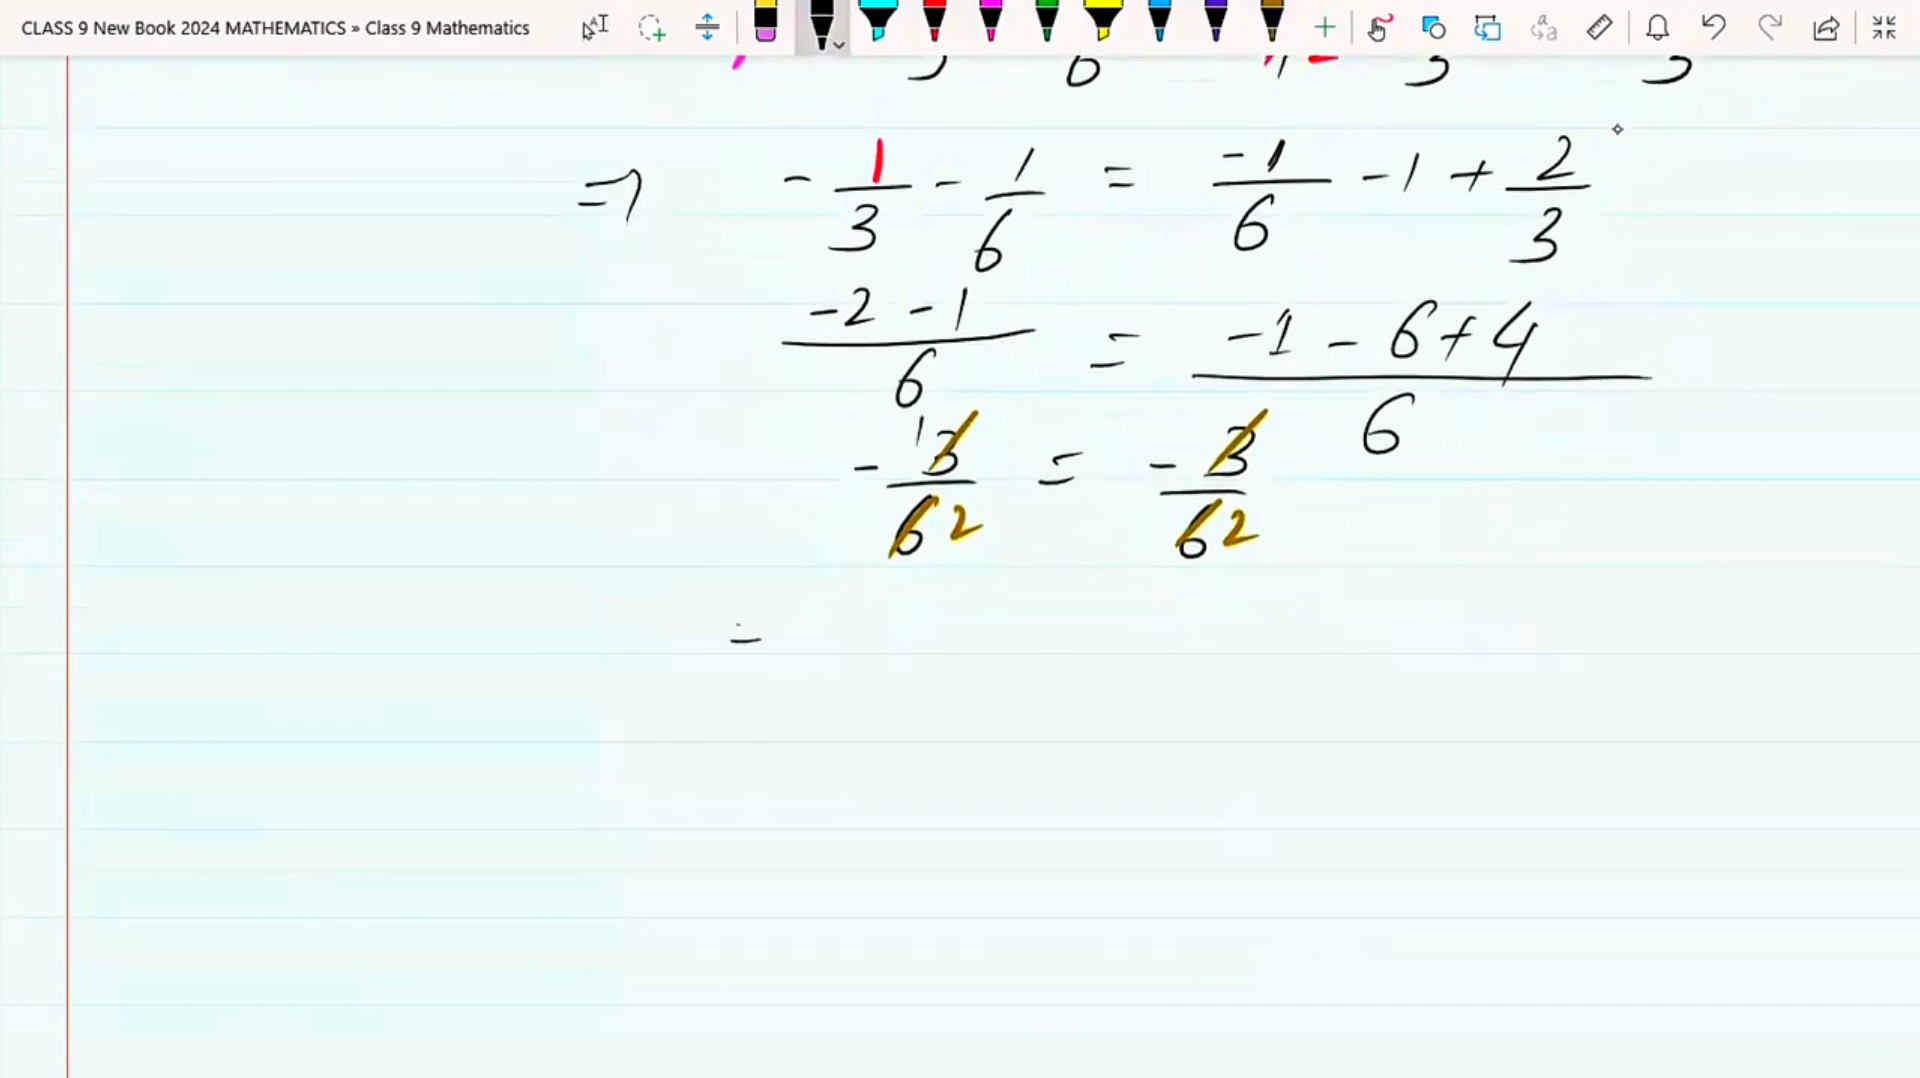 CLASS 9 New Book 2024 MATHEMATICS » Class 9 Mathematics
⇒ - 1/3 - 1/6 = -1/6 - 1 + 2/3
(-2 - 1)/6 = (-1 - 6 + 4)/6
- 3/6 = - 3/6
1
2 2
=